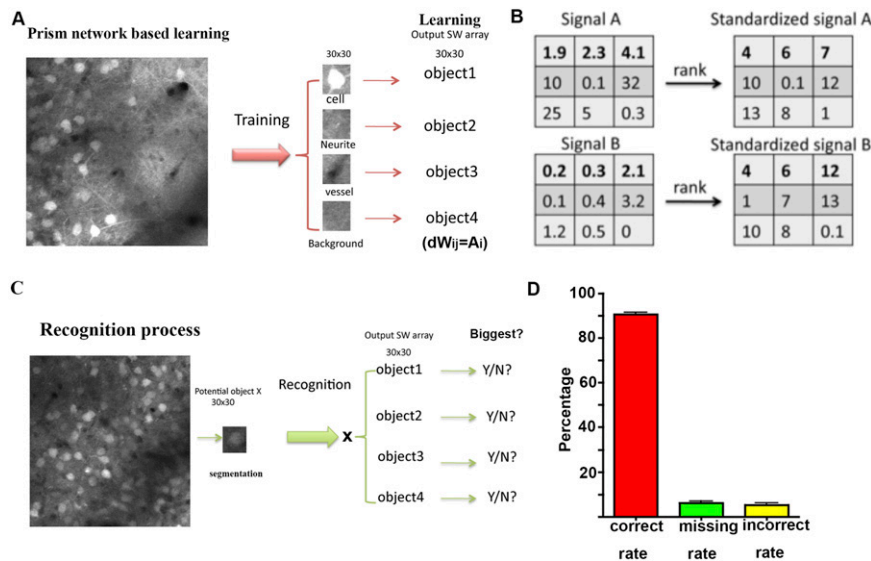 A
Prism network based learning
Training
30x30
cell
Neurite
vessel
Background
Learning
Output SW array
30x30
object1
object2
object3
object4
(dWij=Ai)
B
Signal A
1.9 2.3 4.1
10 0.1 32
25 5 0.3
rank
Standardized signal A
4 6 7
10 0.1 12
13 8 1
Signal B
0.2 0.3 2.1
0.1 0.4 3.2
1.2 0.5 0
rank
Standardized signal B
4 6 12
1 7 13
10 8 0.1
C
Recognition process
Potential object X
30x30
segmentation
Recognition
X
Output SW array
30x30
object1
object2
object3
object4
Biggest?
Y/N?
Y/N?
Y/N?
Y/N?
D
Percentage
100
80
60
40
20
correct rate
missing rate
incorrect rate